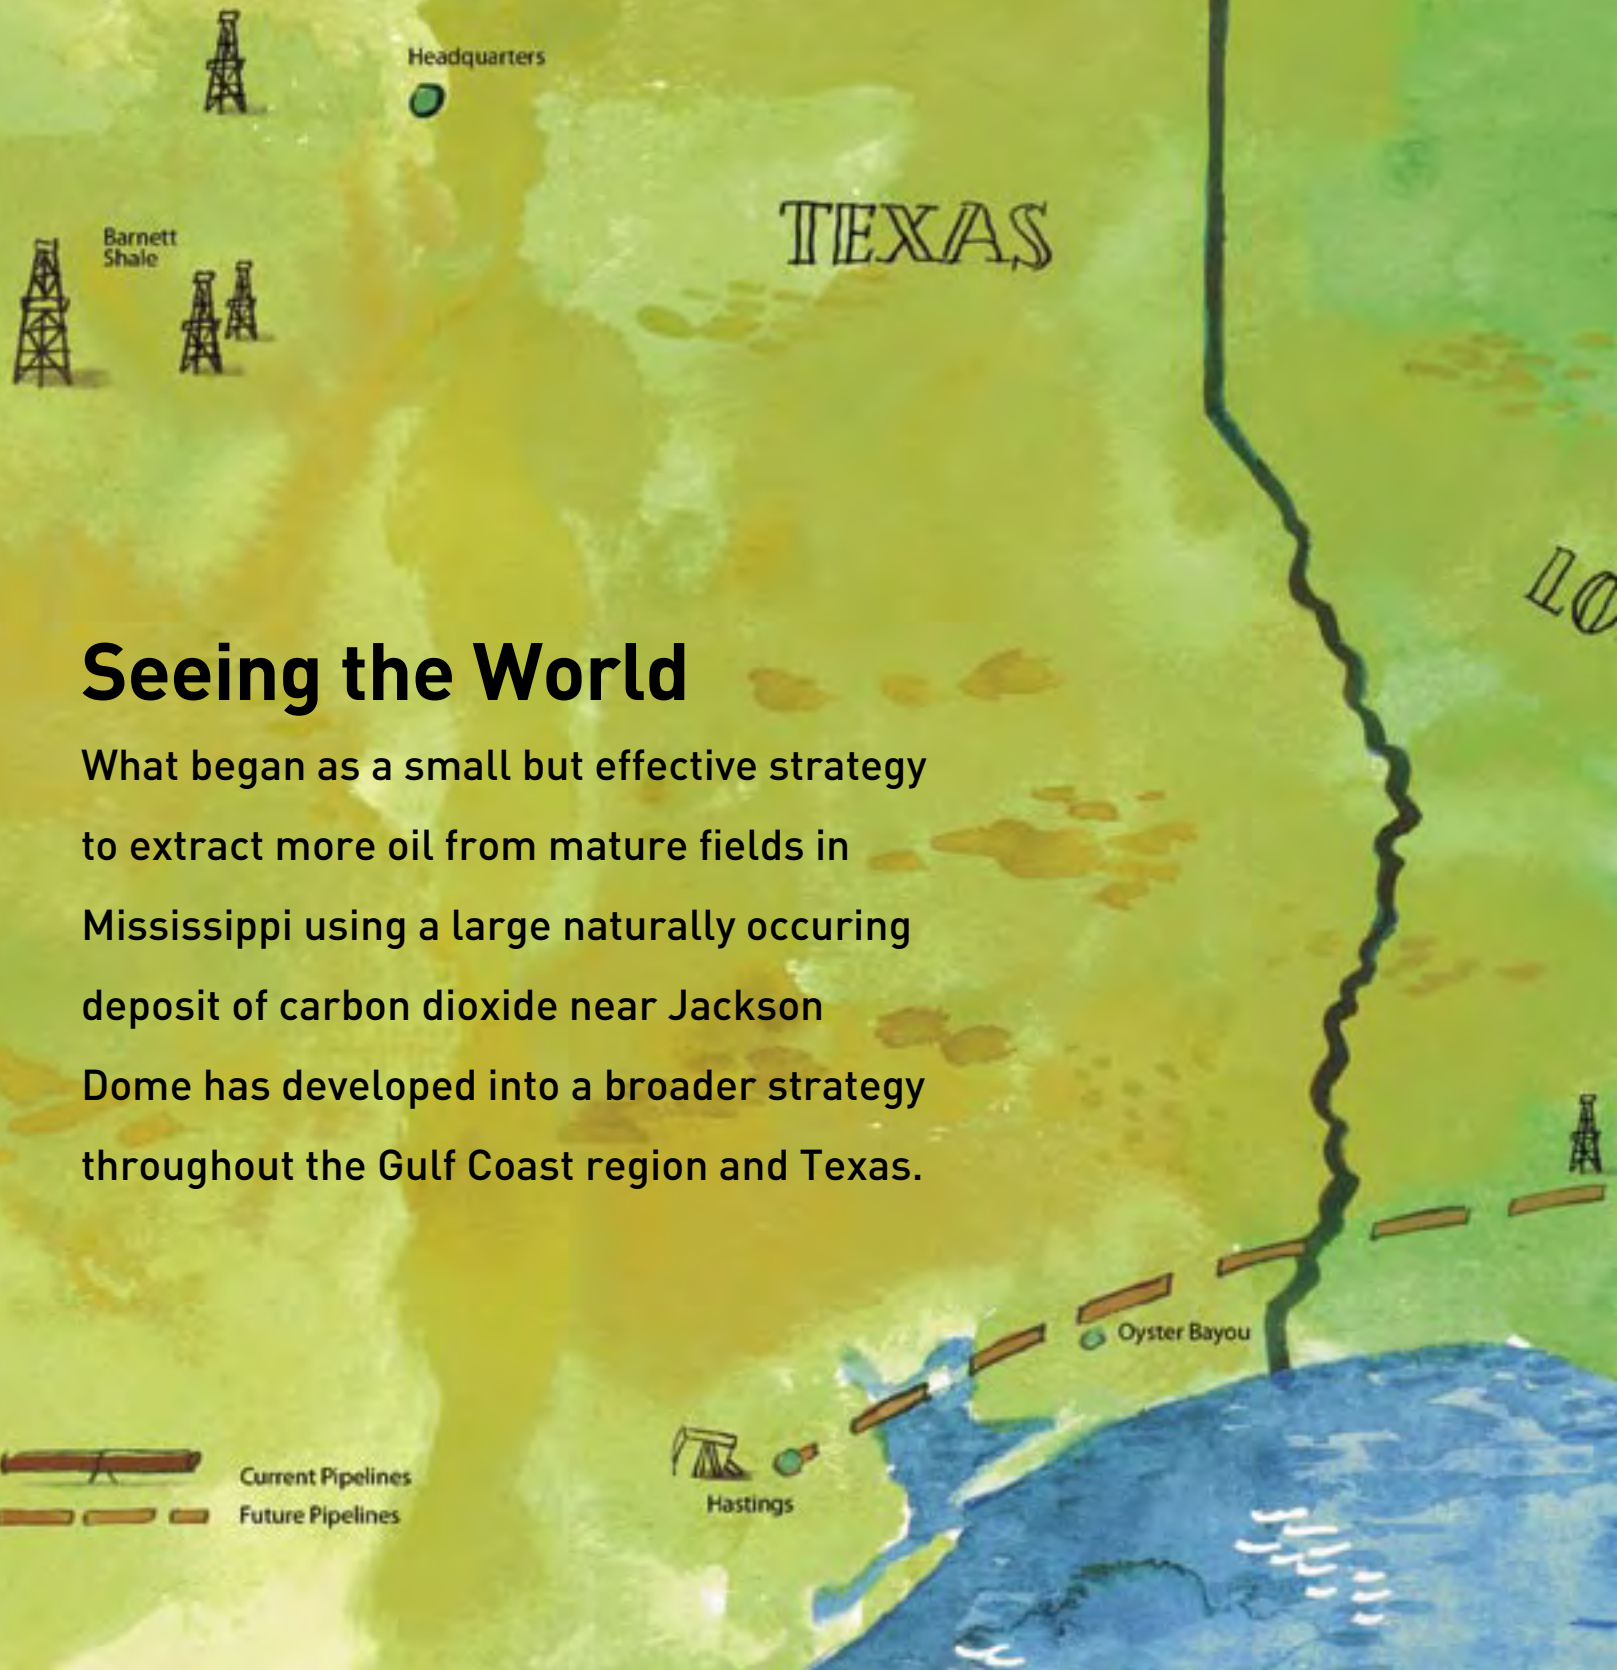 Headquarters
TEXAS
Barnett
Shale
LO
Seeing the World
What began as a small but effective strategy
to extract more oil from mature fields in
Mississippi using a large naturally occuring
deposit of carbon dioxide near Jackson
Dome has developed into a broader strategy
throughout the Gulf Coast region and Texas.
Oyster Bayou
Current Pipelines
Future Pipelines
Hastings